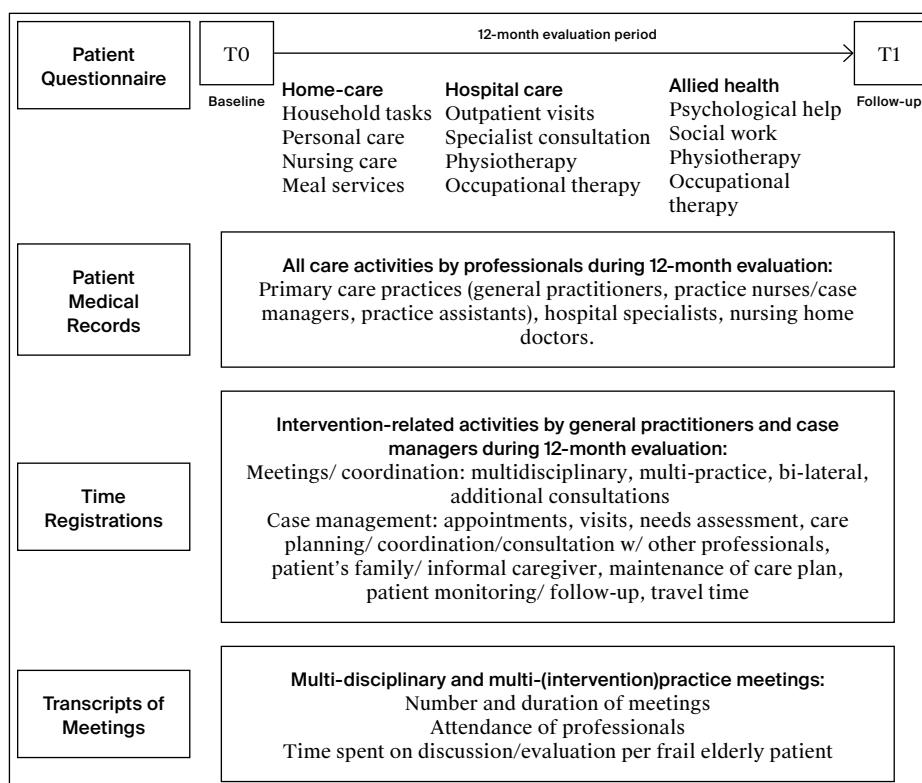 Patient
Questionnaire
T0
12-month evaluation period
T1
Baseline
Follow-up
Home-care
Household tasks
Personal care
Nursing care
Meal services
Hospital care
Outpatient visits
Specialist consultation
Physiotherapy
Occupational therapy
Allied health
Psychological help
Social work
Physiotherapy
Occupational
therapy
Patient
Medical
Records
All care activities by professionals during 12-month evaluation:
Primary care practices (general practitioners, practice nurses/case
managers, practice assistants), hospital specialists, nursing home
doctors.
Time
Registrations
Intervention-related activities by general practitioners and case
managers during 12-month evaluation:
Meetings/ coordination: multidisciplinary, multi-practice, bi-lateral,
additional consultations
Case management: appointments, visits, needs assessment, care
planning/ coordination/consultation w/ other professionals,
patient’s family/ informal caregiver, maintenance of care plan,
patient monitoring/ follow-up, travel time
Transcripts of
Meetings
Multi-disciplinary and multi-(intervention)practice meetings:
Number and duration of meetings
Attendance of professionals
Time spent on discussion/evaluation per frail elderly patient